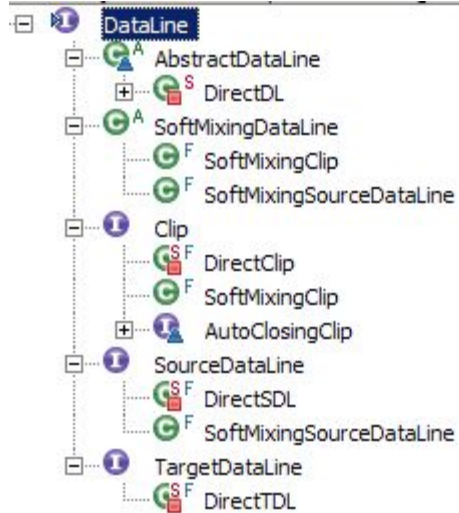 DataLine
A AbstractDataLine
S DirectDL
A SoftMixingDataLine
F SoftMixingClip
F SoftMixingSourceDataLine
I Clip
S F DirectClip
F SoftMixingClip
I AutoClosingClip
I SourceDataLine
S F DirectSDL
F SoftMixingSourceDataLine
I TargetDataLine
S F DirectTDL